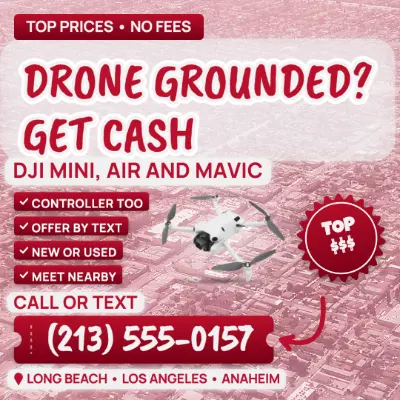 TOP PRICES • NO FEES
DRONE GROUNDED?
GET CASH
DJI MINI, AIR AND MAVIC
✓ CONTROLLER TOO
✓ OFFER BY TEXT
✓ NEW OR USED
✓ MEET NEARBY
TOP
$$$
CALL OR TEXT
(213) 555-0157
LONG BEACH • LOS ANGELES • ANAHEIM